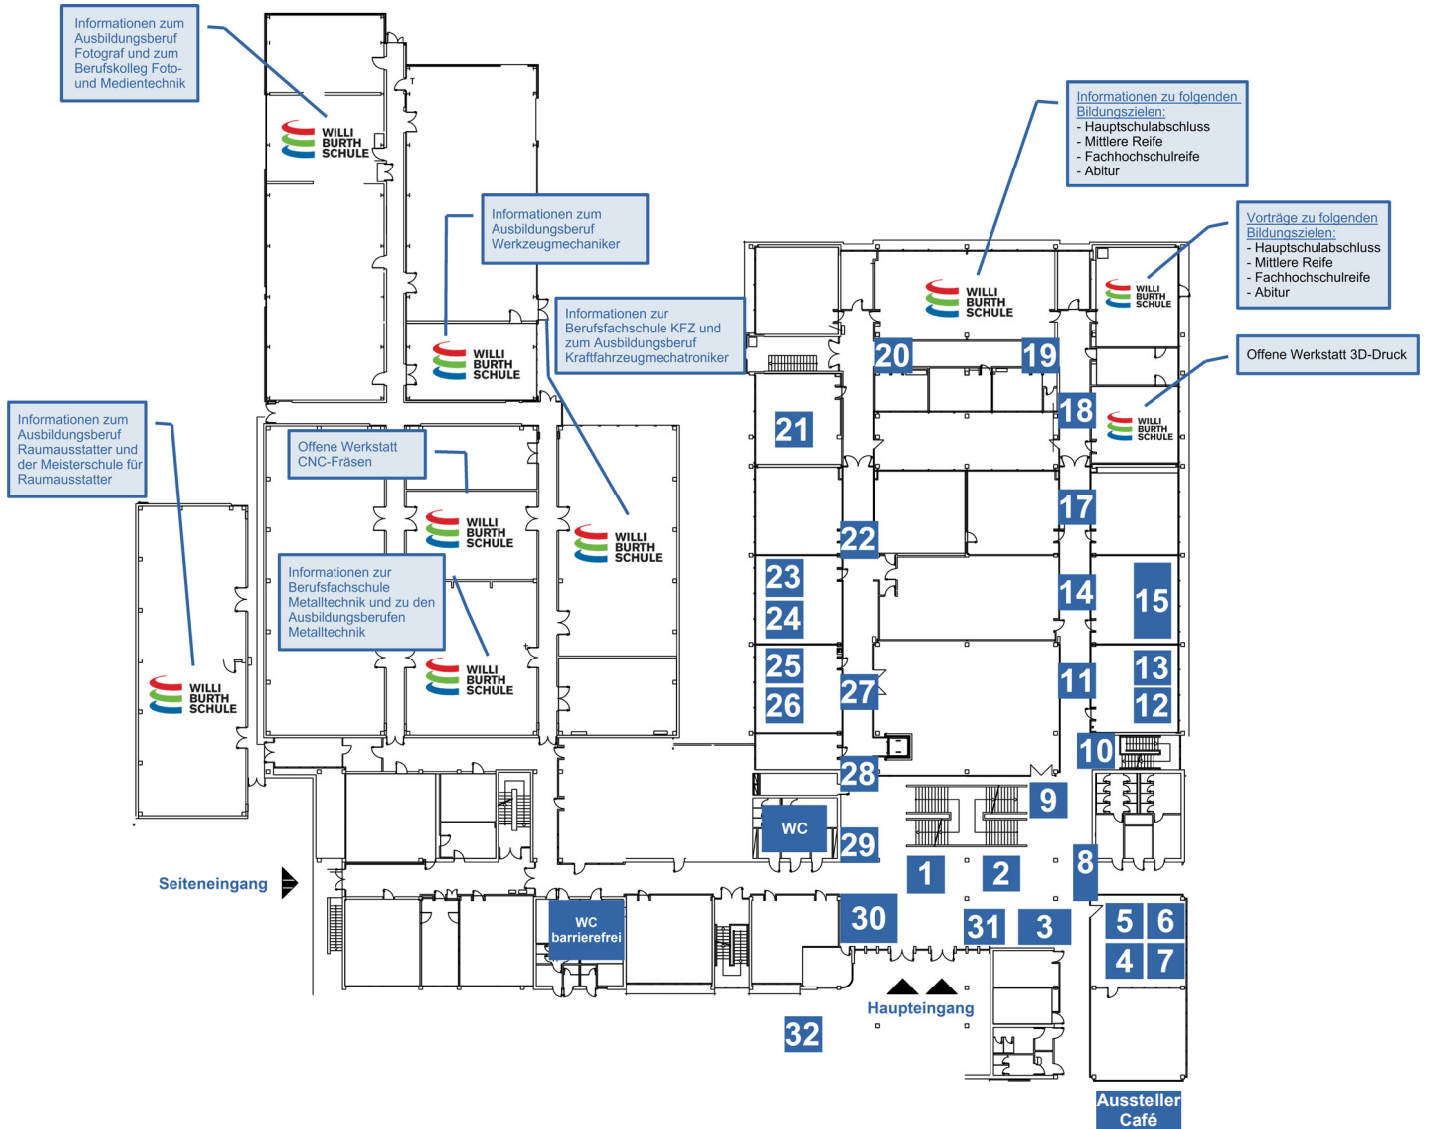 Informationen zum
Ausbildungsberuf
Fotograf und zum
Berufskolleg Foto-
und Medientechnik
WILLI
BURTH
SCHULE
Informationen zum
Ausbildungsberuf
Werkzeugmechaniker
WILLI
BURTH
SCHULE
Informationen zur
Berufsfachschule KFZ und
zum Ausbildungsberuf
Kraftfahrzeugmechatroniker
WILLI
BURTH
SCHULE
Informationen zum
Ausbildungsberuf
Raumausstatter und
der Meisterschule für
Raumausstatter
WILLI
BURTH
SCHULE
Offene Werkstatt
CNC-Fräsen
WILLI
BURTH
SCHULE
Informationen zur
Berufsfachschule
Metalltechnik und zu den
Ausbildungsberufen
Metalltechnik
WILLI
BURTH
SCHULE
Informationen zu folgenden
Bildungszielen:
- Hauptschulabschluss
- Mittlere Reife
- Fachhochschulreife
- Abitur
WILLI
BURTH
SCHULE
Vorträge zu folgenden
Bildungszielen:
- Hauptschulabschluss
- Mittlere Reife
- Fachhochschulreife
- Abitur
WILLI
BURTH
SCHULE
Offene Werkstatt 3D-Druck
WILLI
BURTH
SCHULE
20
19
18
21
17
22
23
24
14
15
25
26
27
11
13
12
10
28
9
WC
29
8
1
2
Seiteneingang
WC
barrierefrei
30
31
3
5
6
4
7
Haupteingang
32
Aussteller
Café